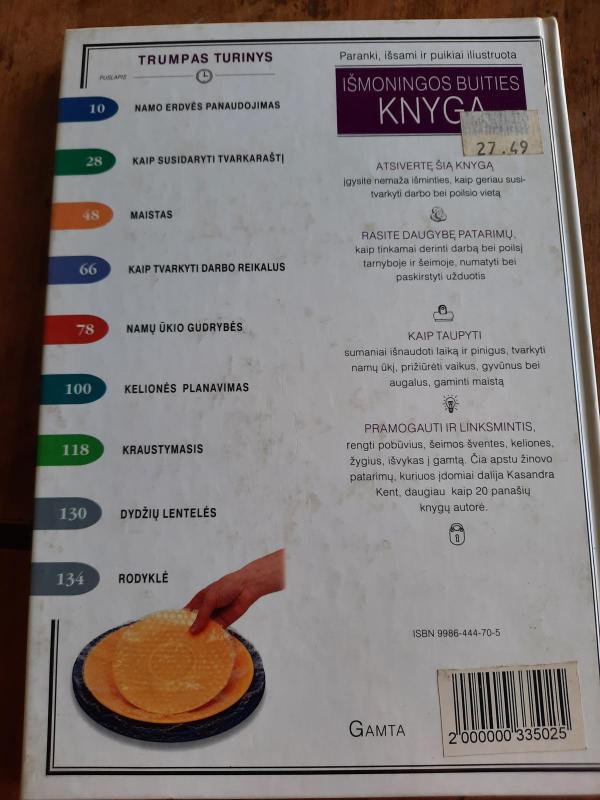 TRUMPAS TURINYS
PUSLAPIS
10 NAMO ERDVĖS PANAUDOJIMAS
28 KAIP SUSIDARYTI TVARKARAŠTĮ
48 MAISTAS
66 KAIP TVARKYTI DARBO REIKALUS
78 NAMŲ ŪKIO GUDRYBĖS
100 KELIONĖS PLANAVIMAS
118 KRAUSTYMASIS
130 DYDŽIŲ LENTELĖS
134 RODYKLĖ
Paranki, išsami ir puikiai iliustruota
IŠMONINGOS BUITIES
KNYGA
27.49
ATSIVERTĘ ŠIĄ KNYGĄ
įgysite nemaža išminties, kaip geriau susi-
tvarkyti darbo bei poilsio vietą
RASITE DAUGYBĘ PATARIMŲ,
kaip tinkamai derinti darbą bei poilsį
tarnyboje ir šeimoje, numatyti bei
paskirstyti užduotis
KAIP TAUPYTI
sumaniai išnaudoti laiką ir pinigus, tvarkyti
namų ūkį, prižiūrėti vaikus, gyvūnus bei
augalus, gaminti maistą
PRAMOGAUTI IR LINKSMINTIS,
rengti pobūvius, šeimos šventes, keliones,
žygius, išvykas į gamtą. Čia apstu žinovo
patarimų, kuriuos įdomiai dalija Kasandra
Kent, daugiau kaip 20 panašių
knygų autorė.
ISBN 9986-444-70-5
GAMTA
2 000000 335025